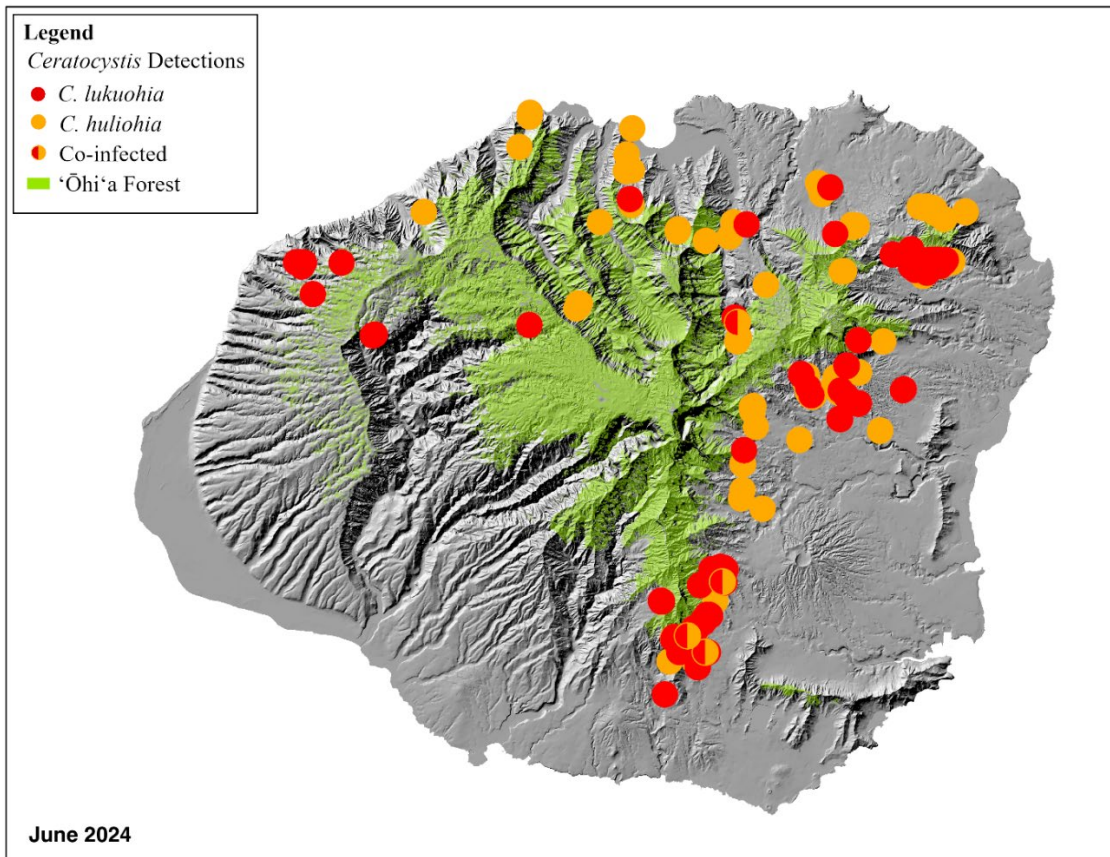 Legend
Ceratocystis Detections
C. lukuohia
C. huliohia
Co-infected
ʻŌhiʻa Forest
June 2024